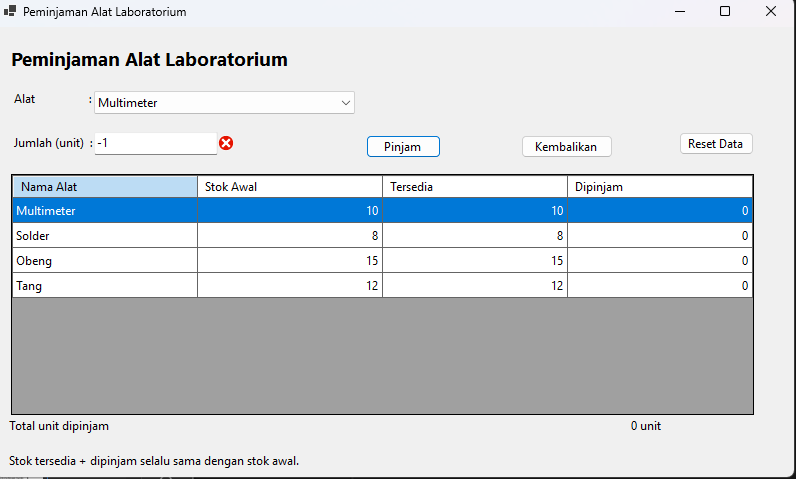 Peminjaman Alat Laboratorium
Peminjaman Alat Laboratorium
Alat : Multimeter
Jumlah (unit) : -1 Pinjam Kembalikan Reset Data
Nama Alat Stok Awal Tersedia Dipinjam
Multimeter 10 10 0
Solder 8 8 0
Obeng 15 15 0
Tang 12 12 0
Total unit dipinjam 0 unit
Stok tersedia + dipinjam selalu sama dengan stok awal.